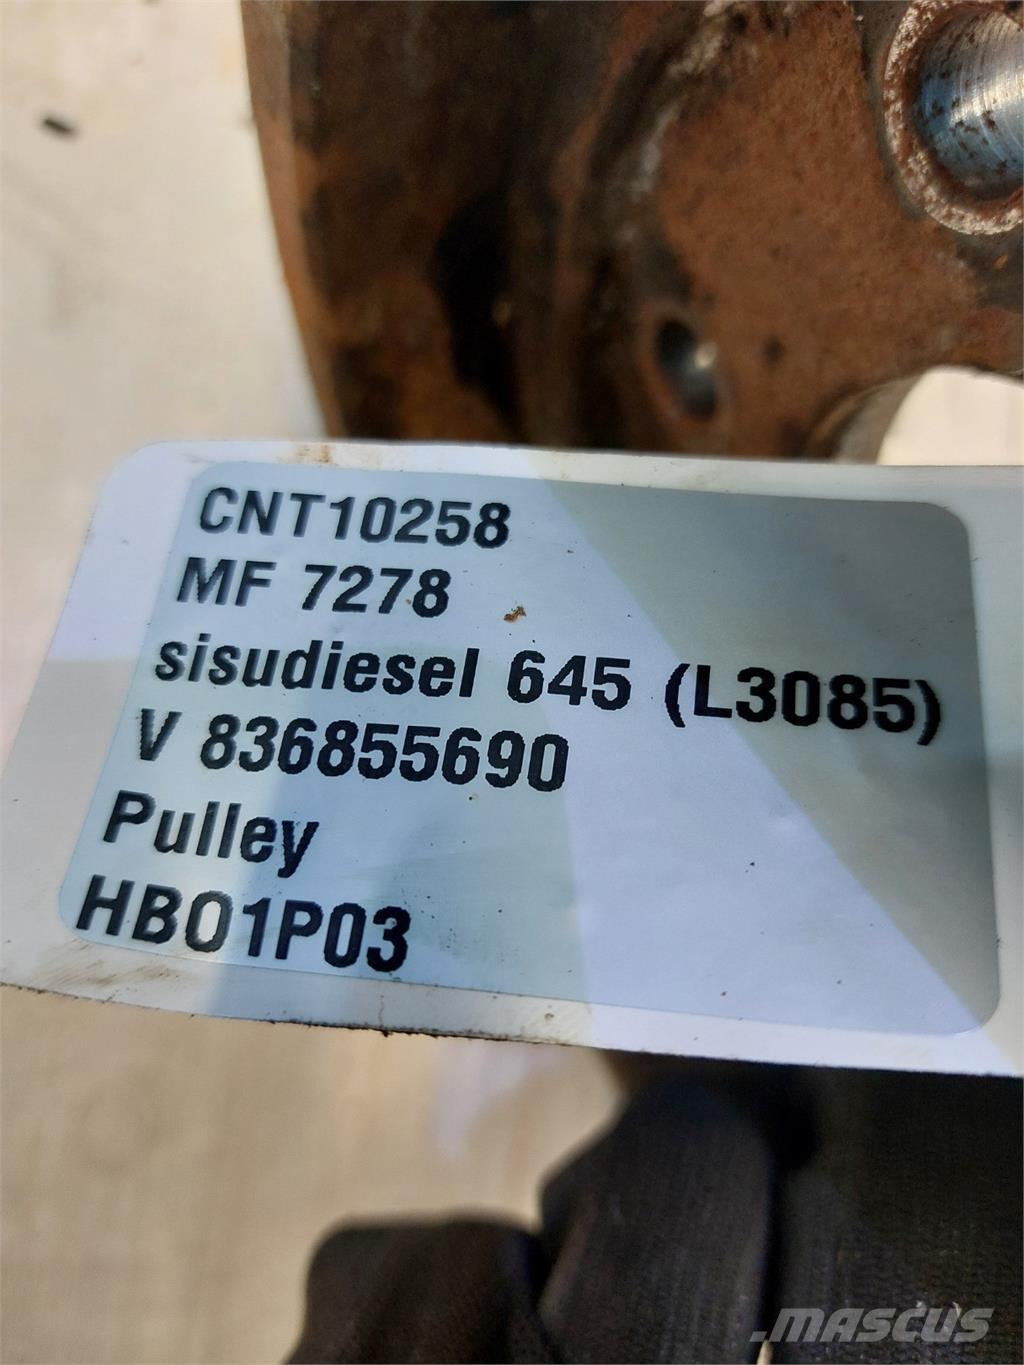 CNT10258
MF 7278
sisudiesel 645 (L3085)
V 836855690
Pulley
HB01P03
.MASCUS